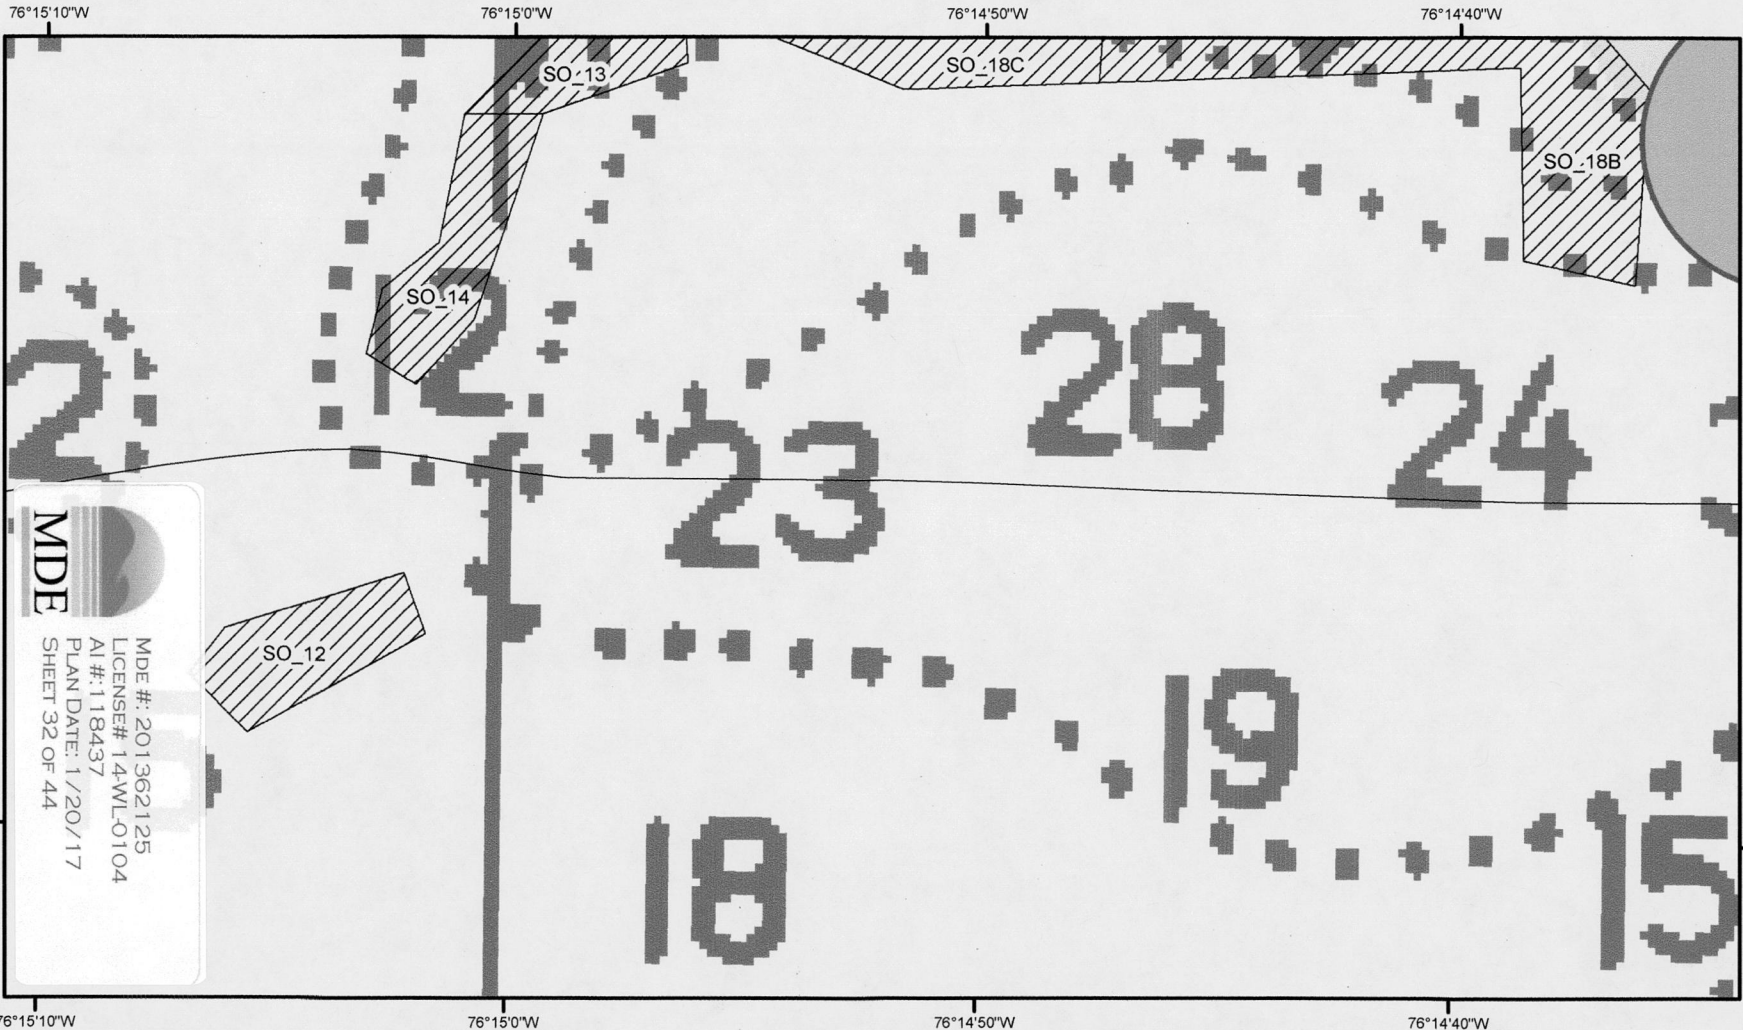 76°15'10"W 76°15'0"W 76°14'50"W 76°14'40"W
SO_13
SO_18C
SO_18B
SO_14
12
2
28
24
23
SO_12
19
18
15
MDE
MDE #: 201362125
LICENSE# 14-WL-0104
AI #:118437
PLAN DATE: 1/20/17
SHEET 32 OF 44
76°15'10"W 76°15'0"W 76°14'50"W 76°14'40"W